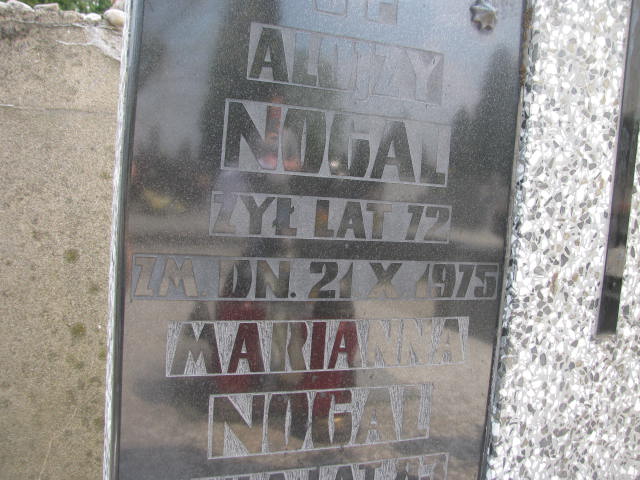 ALOJZY
NOGAL
ŻYŁ LAT 72
ZM. DN. 21 X 1975
MARIANNA
NOGAL